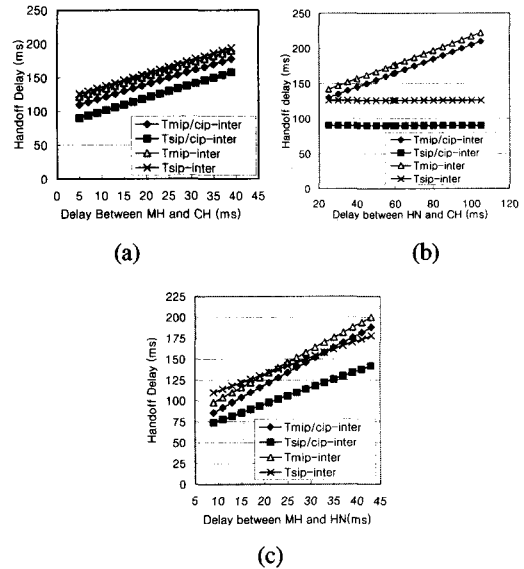 250
200
150
100
50
0
Handoff Delay (ms)
Tmip/cip-inter
Tsip/cip-inter
Tmip-inter
Tsip-inter
0 5 10 15 20 25 30 35 40 45
Delay Between MH and CH (ms)
(a)
250
200
150
100
50
0
Handoff delay (ms)
Tmip/cip-inter
Tsip/cip-inter
Tmip-inter
Tsip-inter
20 40 60 80 100 120
Delay between HN and CH (ms)
(b)
225
200
175
150
125
100
75
50
25
0
Handoff Delay (ms)
Tmip/cip-inter
Tsip/cip-inter
Tmip-inter
Tsip-inter
5 10 15 20 25 30 35 40 45
Delay between MH and HN(ms)
(c)